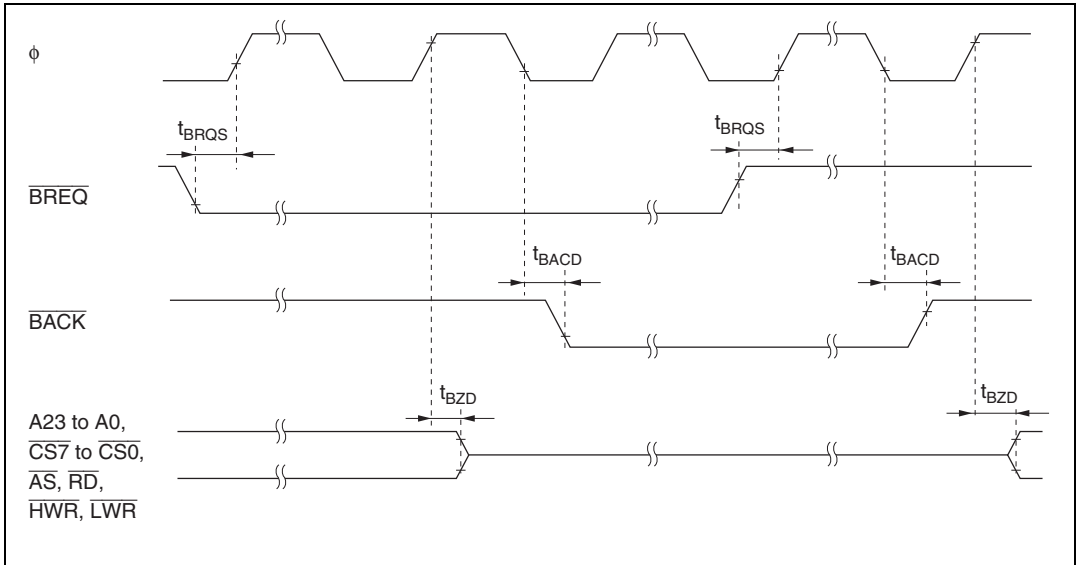 ϕ
tBRQS
tBRQS
BREQ
tBACD
tBACD
BACK
tBZD
tBZD
A23 to A0,
CS7 to CS0,
AS, RD,
HWR, LWR